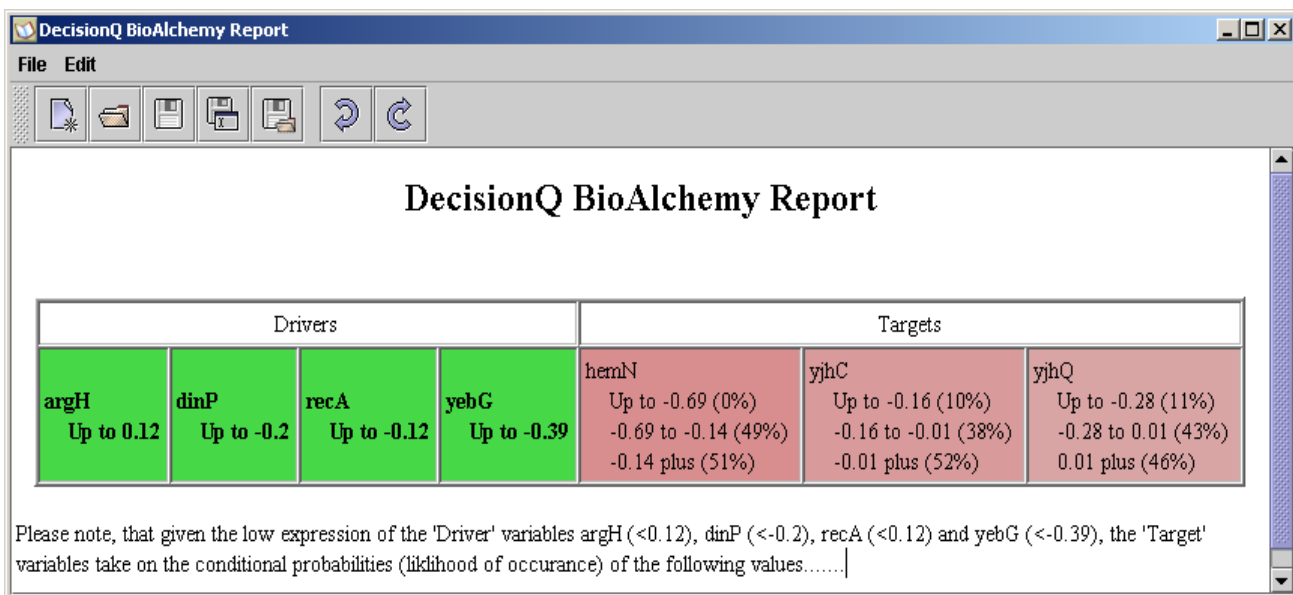 DecisionQ BioAlchemy Report
File Edit
DecisionQ BioAlchemy Report
Drivers Targets
argH
Up to 0.12
dinP
Up to -0.2
recA
Up to -0.12
yebG
Up to -0.39
hemN
Up to -0.69 (0%)
-0.69 to -0.14 (49%)
-0.14 plus (51%)
yjhC
Up to -0.16 (10%)
-0.16 to -0.01 (38%)
-0.01 plus (52%)
yjhQ
Up to -0.28 (11%)
-0.28 to 0.01 (43%)
0.01 plus (46%)
Please note, that given the low expression of the 'Driver' variables argH (<0.12), dinP (<-0.2), recA (<0.12) and yebG (<-0.39), the 'Target'
variables take on the conditional probabilities (liklihood of occurance) of the following values.......